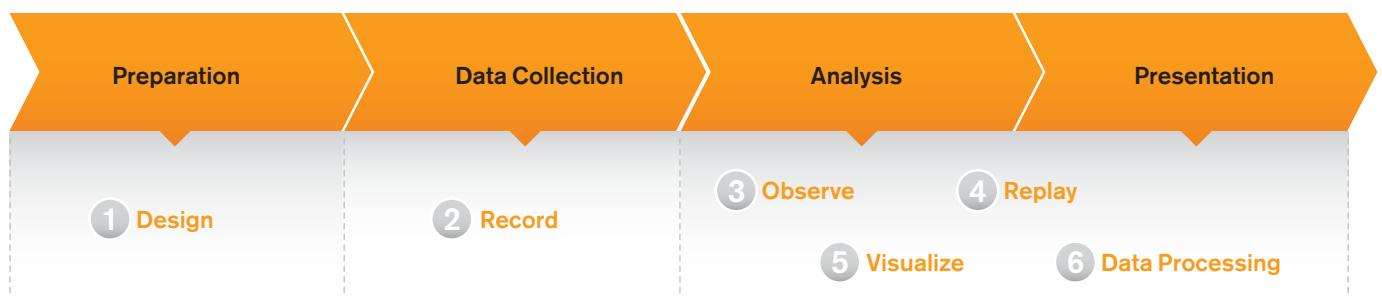 Preparation
Data Collection
Analysis
Presentation
1 Design
2 Record
3 Observe
4 Replay
5 Visualize
6 Data Processing